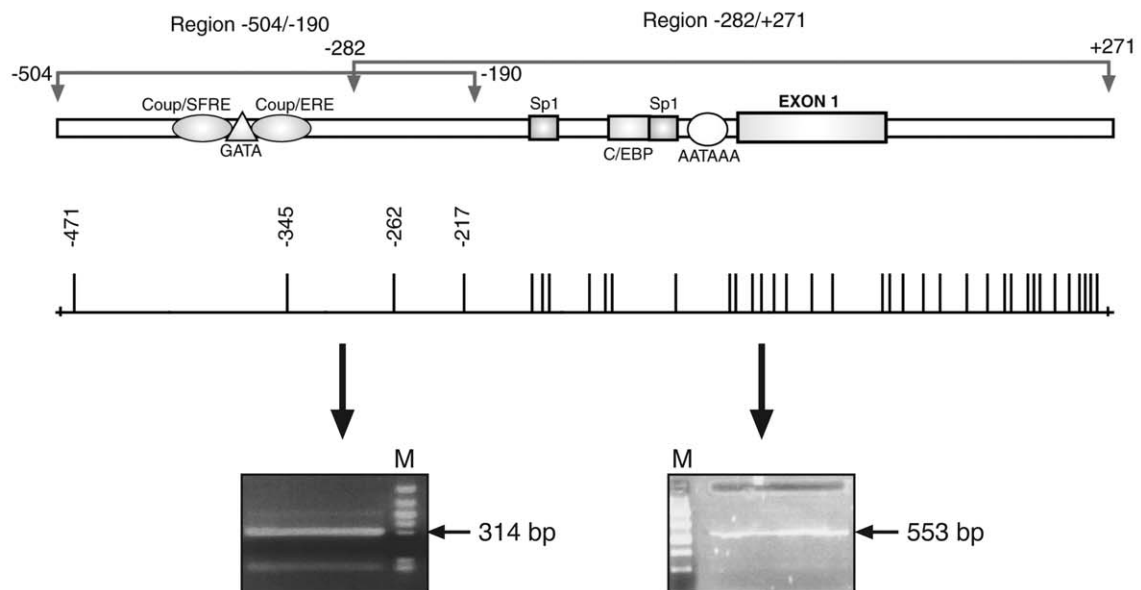 Region -504/-190
Region -282/+271
-504
-282
-190
+271
Coup/SFRE
Coup/ERE
GATA
Sp1
C/EBP
Sp1
AATAAA
EXON 1
-471
-345
-262
-217
M
314 bp
M
553 bp